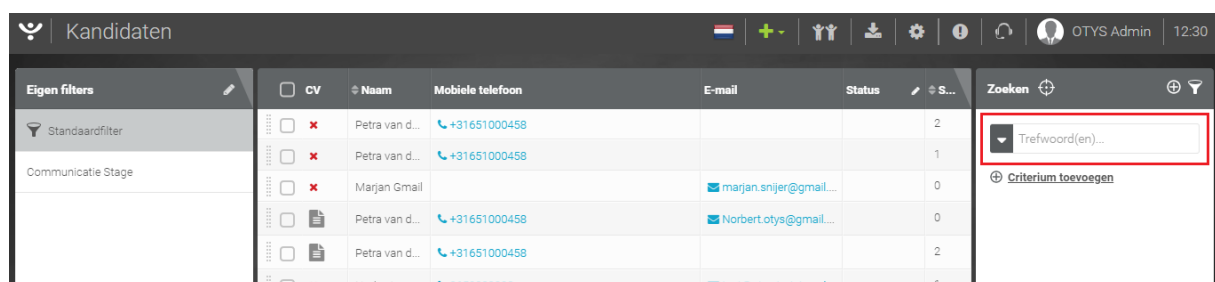 Kandidaten OTYS Admin 12:30
Eigen filters CV Naam Mobiele telefoon E-mail Status S... Zoeken
Standaardfilter Petra van d... +31651000458 2 Trefwoord(en)...
Petra van d... +31651000458 1
Communicatie Stage Criterium toevoegen
Marjan Gmail marjan.snijer@gmail.... 0
Petra van d... +31651000458 Norbert.otys@gmail.... 0
Petra van d... +31651000458 2